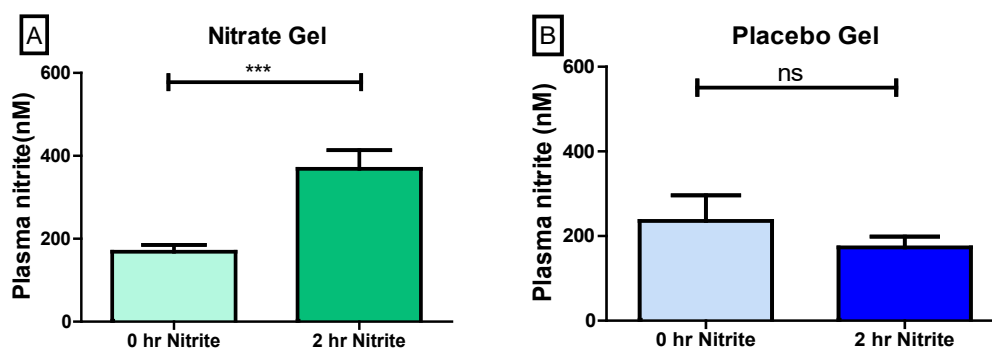 A
Nitrate Gel
***
Plasma nitrite(nM)
600
400
200
0
0 hr Nitrite
2 hr Nitrite
B
Placebo Gel
ns
Plasma nitrite (nM)
600
400
200
0
0 hr Nitrite
2 hr Nitrite